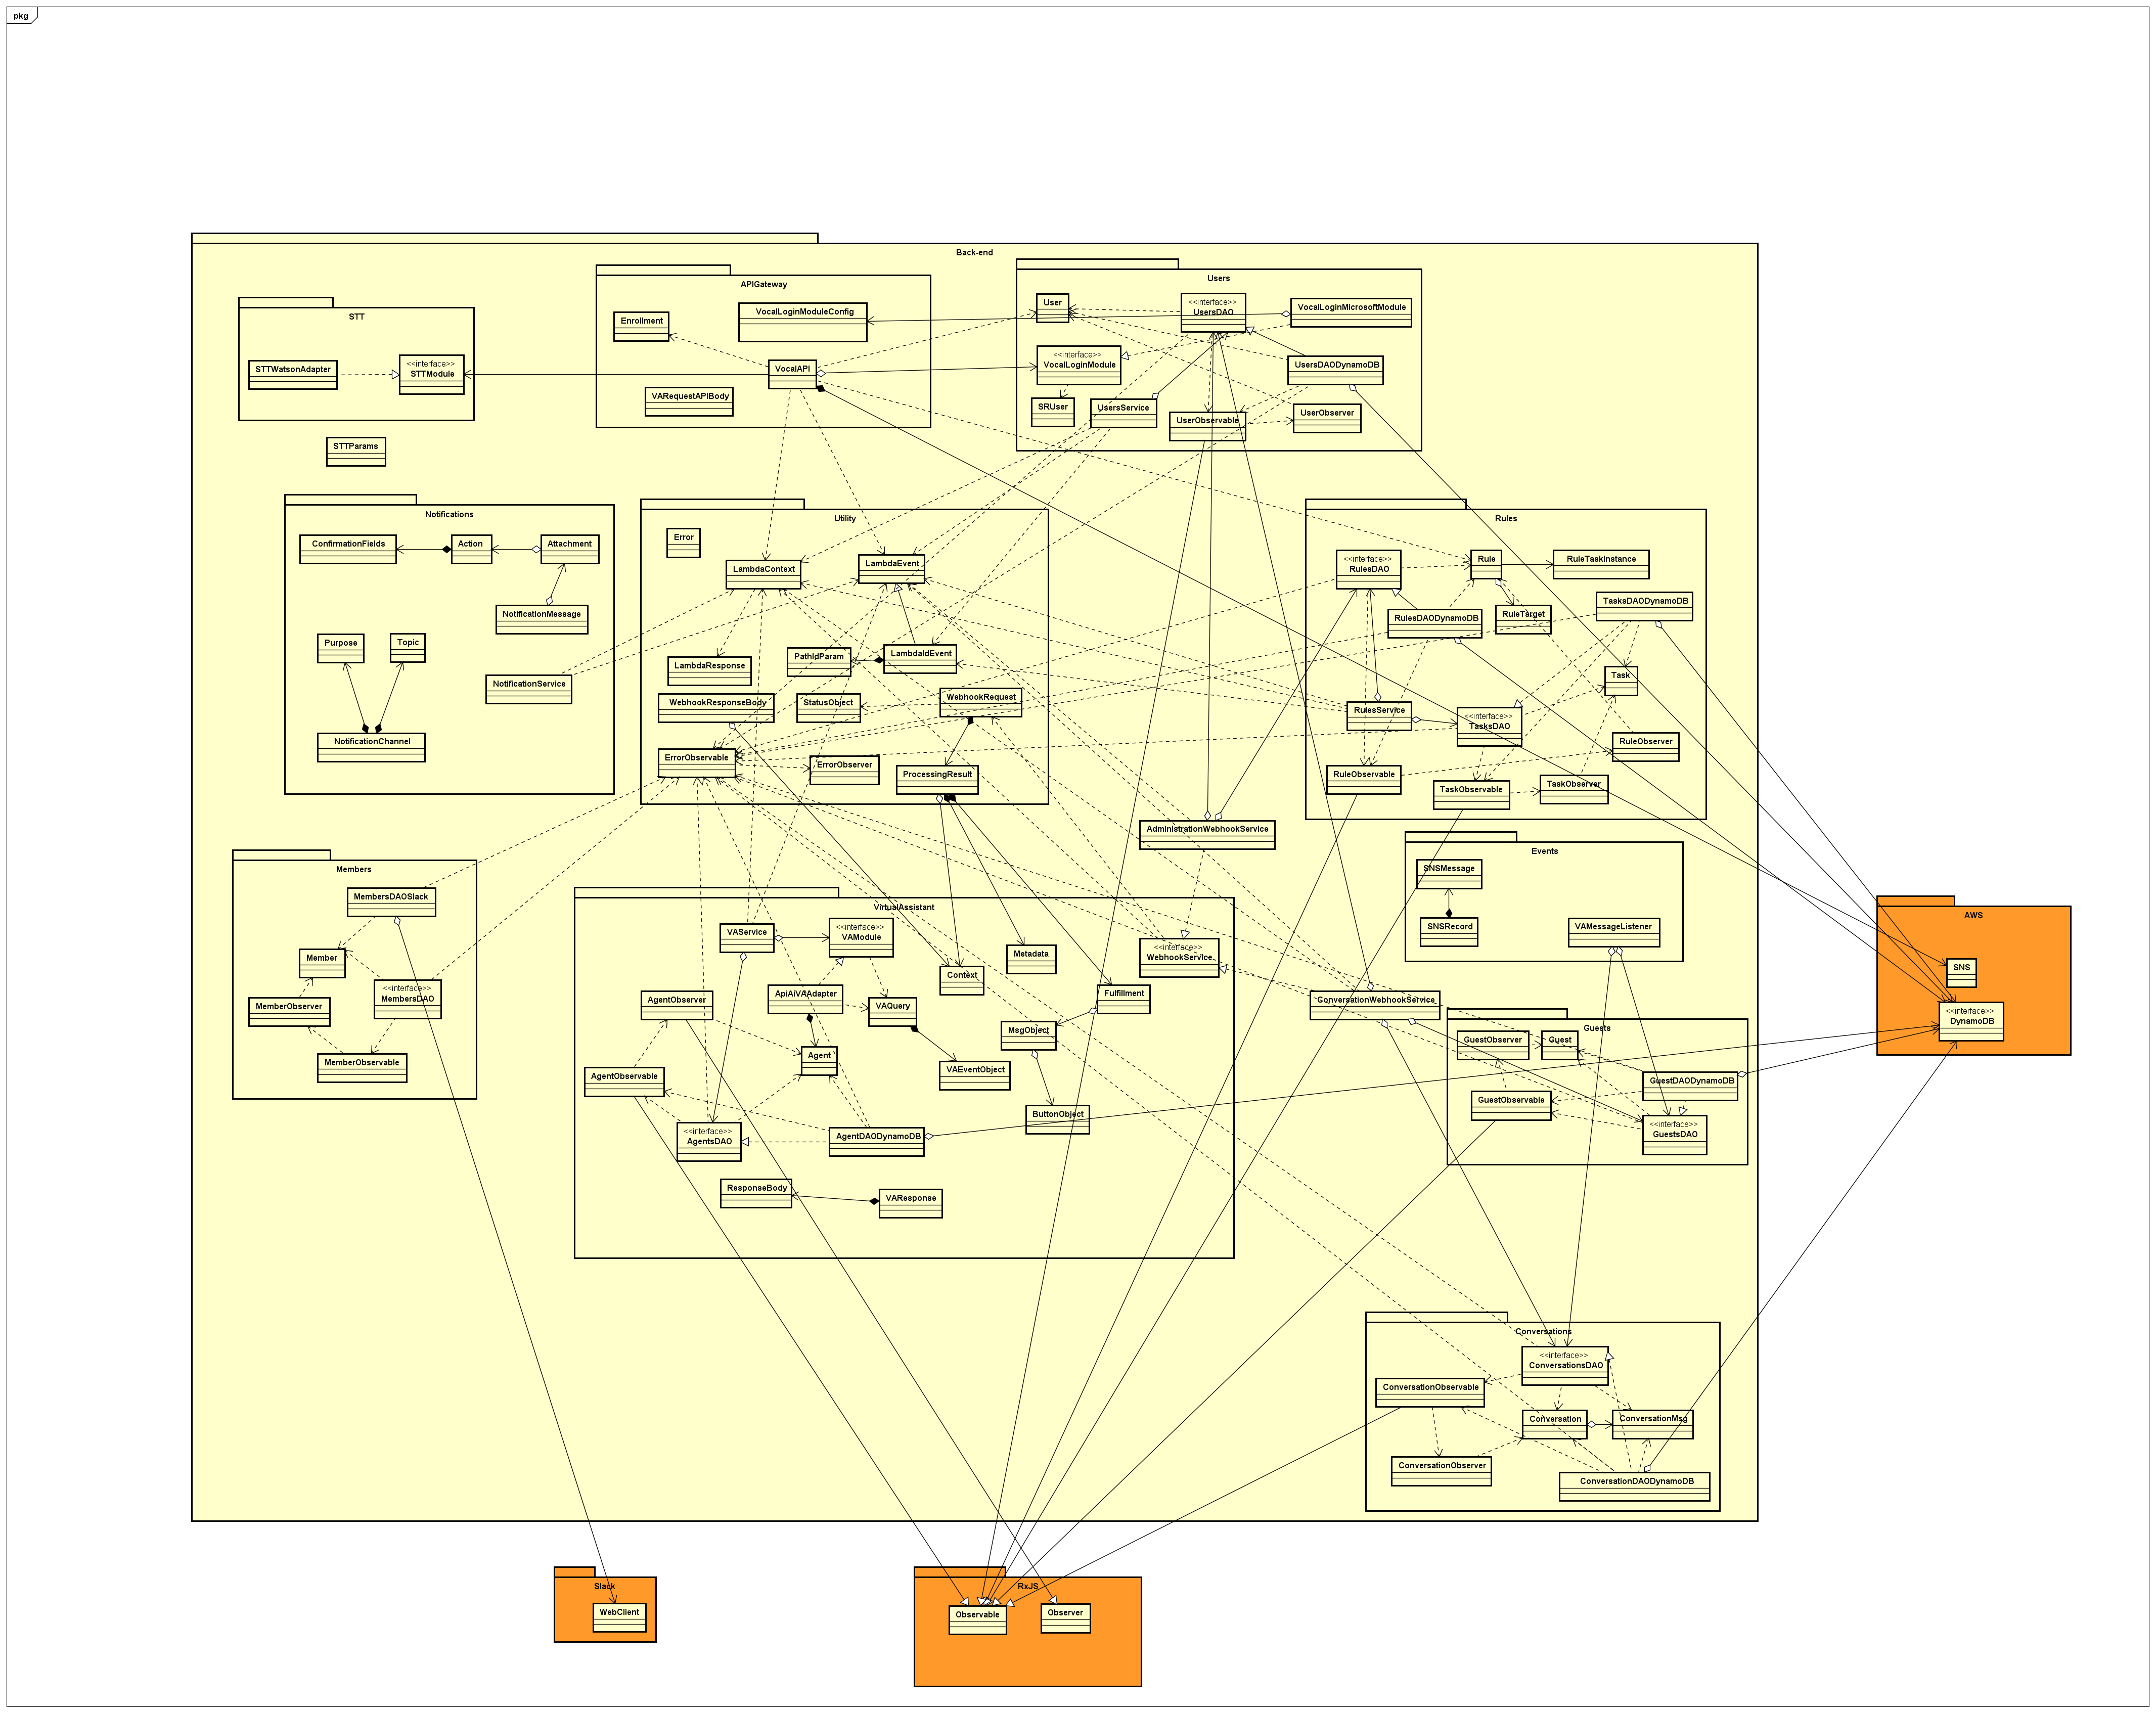 pkg
Back-end
STT
STTWatsonAdapter
<<interface>>
STTModule
STTParams
APIGateway
Enrollment
VocalLoginModuleConfig
VocalAPI
VARequestAPIBody
Users
User
<<interface>>
UsersDAO
VocalLoginMicrosoftModule
<<interface>>
VocalLoginModule
UsersDAODynamoDB
SRUser
UsersService
UserObservable
UserObserver
Notifications
ConfirmationFields
Action
Attachment
NotificationMessage
Purpose
Topic
NotificationService
NotificationChannel
Utility
Error
LambdaContext
LambdaEvent
LambdaResponse
PathIdParam
LambdaIdEvent
WebhookResponseBody
StatusObject
WebhookRequest
ErrorObservable
ErrorObserver
ProcessingResult
Rules
<<interface>>
RulesDAO
Rule
RuleTaskInstance
RulesDAODynamoDB
RuleTarget
TasksDAODynamoDB
Task
RulesService
<<interface>>
TasksDAO
RuleObserver
RuleObservable
TaskObservable
TaskObserver
AdministrationWebhookService
Events
SNSMessage
SNSRecord
VAMessageListener
Members
MembersDAOSlack
Member
<<interface>>
MembersDAO
MemberObserver
MemberObservable
VirtualAssistant
VAService
<<interface>>
VAModule
Metadata
<<interface>>
WebhookService
Context
AgentObserver
ApiAiVAAdapter
VAQuery
Fulfillment
MsgObject
Agent
VAEventObject
AgentObservable
ButtonObject
<<interface>>
AgentsDAO
AgentDAODynamoDB
ResponseBody
VAResponse
ConversationWebhookService
Guests
GuestObserver
Guest
GuestDAODynamoDB
GuestObservable
<<interface>>
GuestsDAO
AWS
SNS
<<interface>>
DynamoDB
Conversations
<<interface>>
ConversationsDAO
ConversationObservable
Conversation
ConversationMsg
ConversationObserver
ConversationDAODynamoDB
Slack
WebClient
RxJS
Observable
Observer